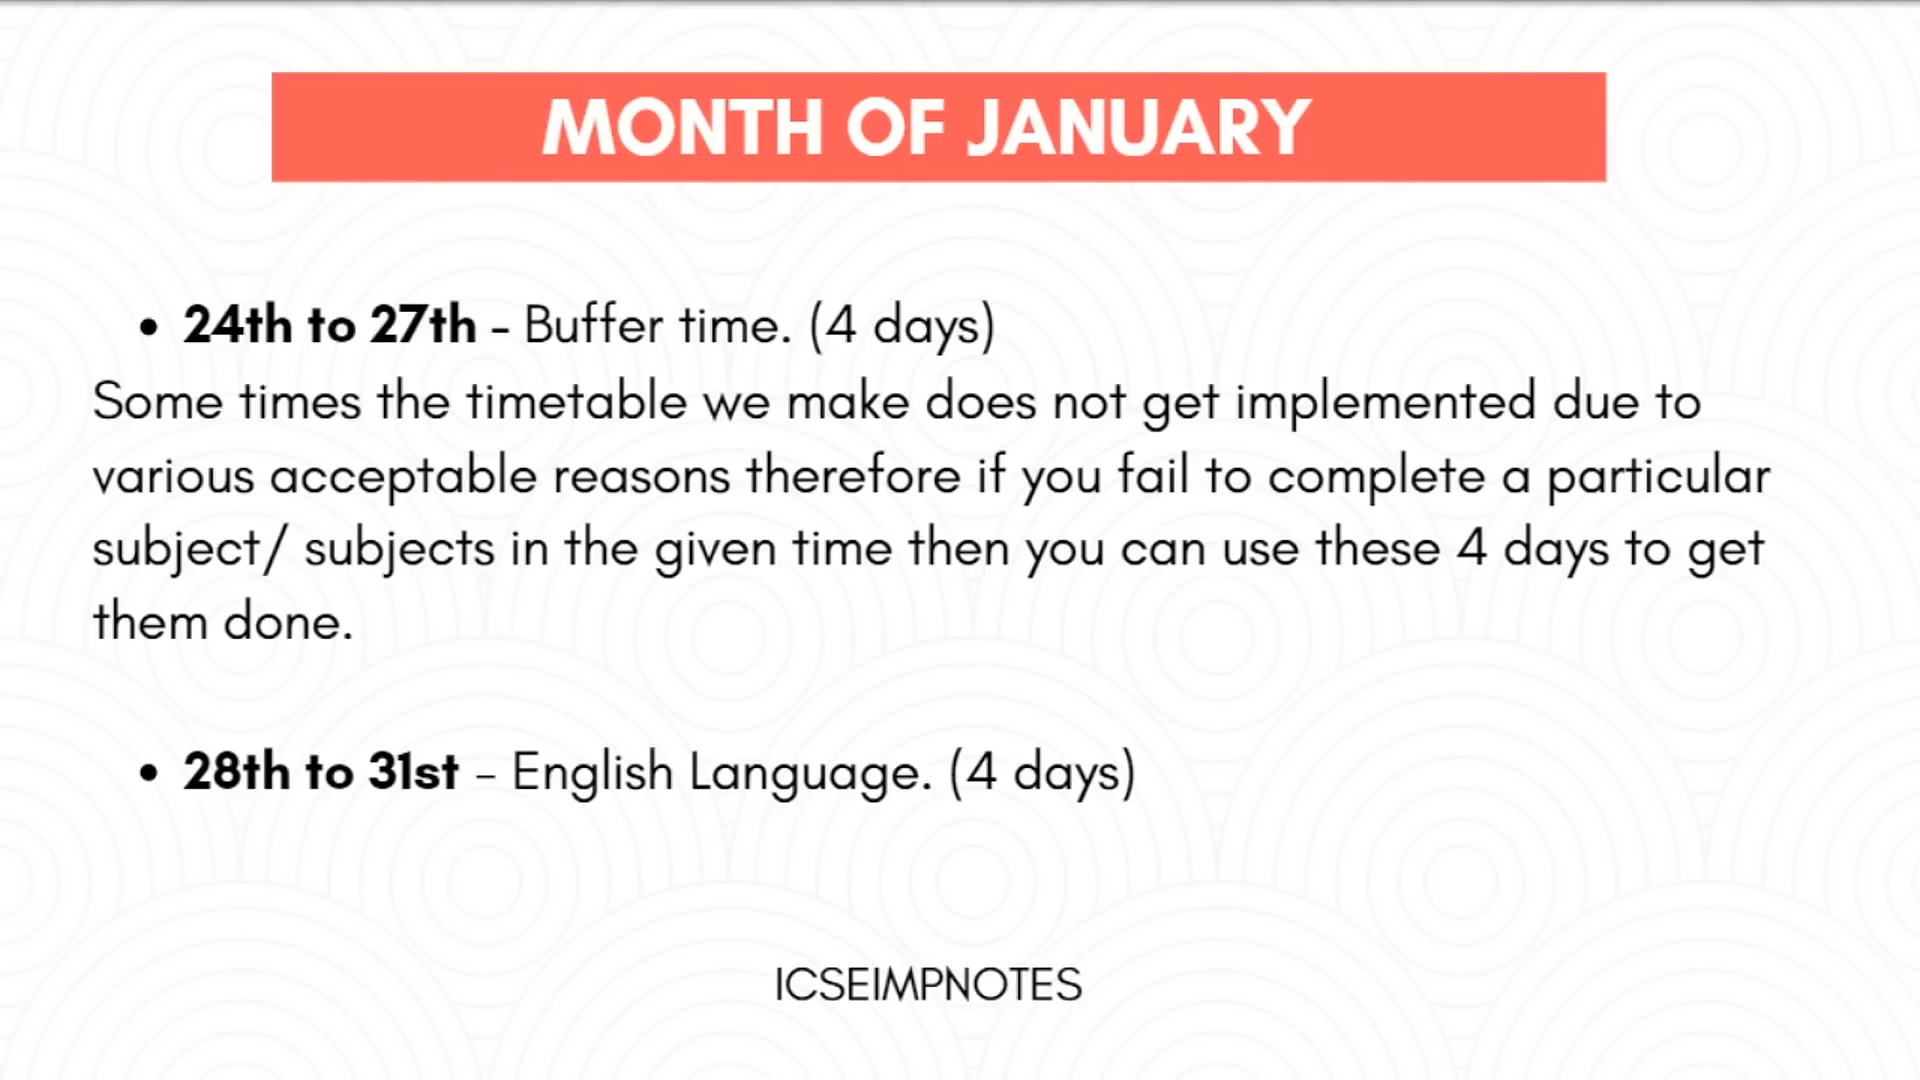 MONTH OF JANUARY
• 24th to 27th - Buffer time. (4 days)
Some times the timetable we make does not get implemented due to
various acceptable reasons therefore if you fail to complete a particular
subject/ subjects in the given time then you can use these 4 days to get
them done.
• 28th to 31st – English Language. (4 days)
ICSEIMPNOTES